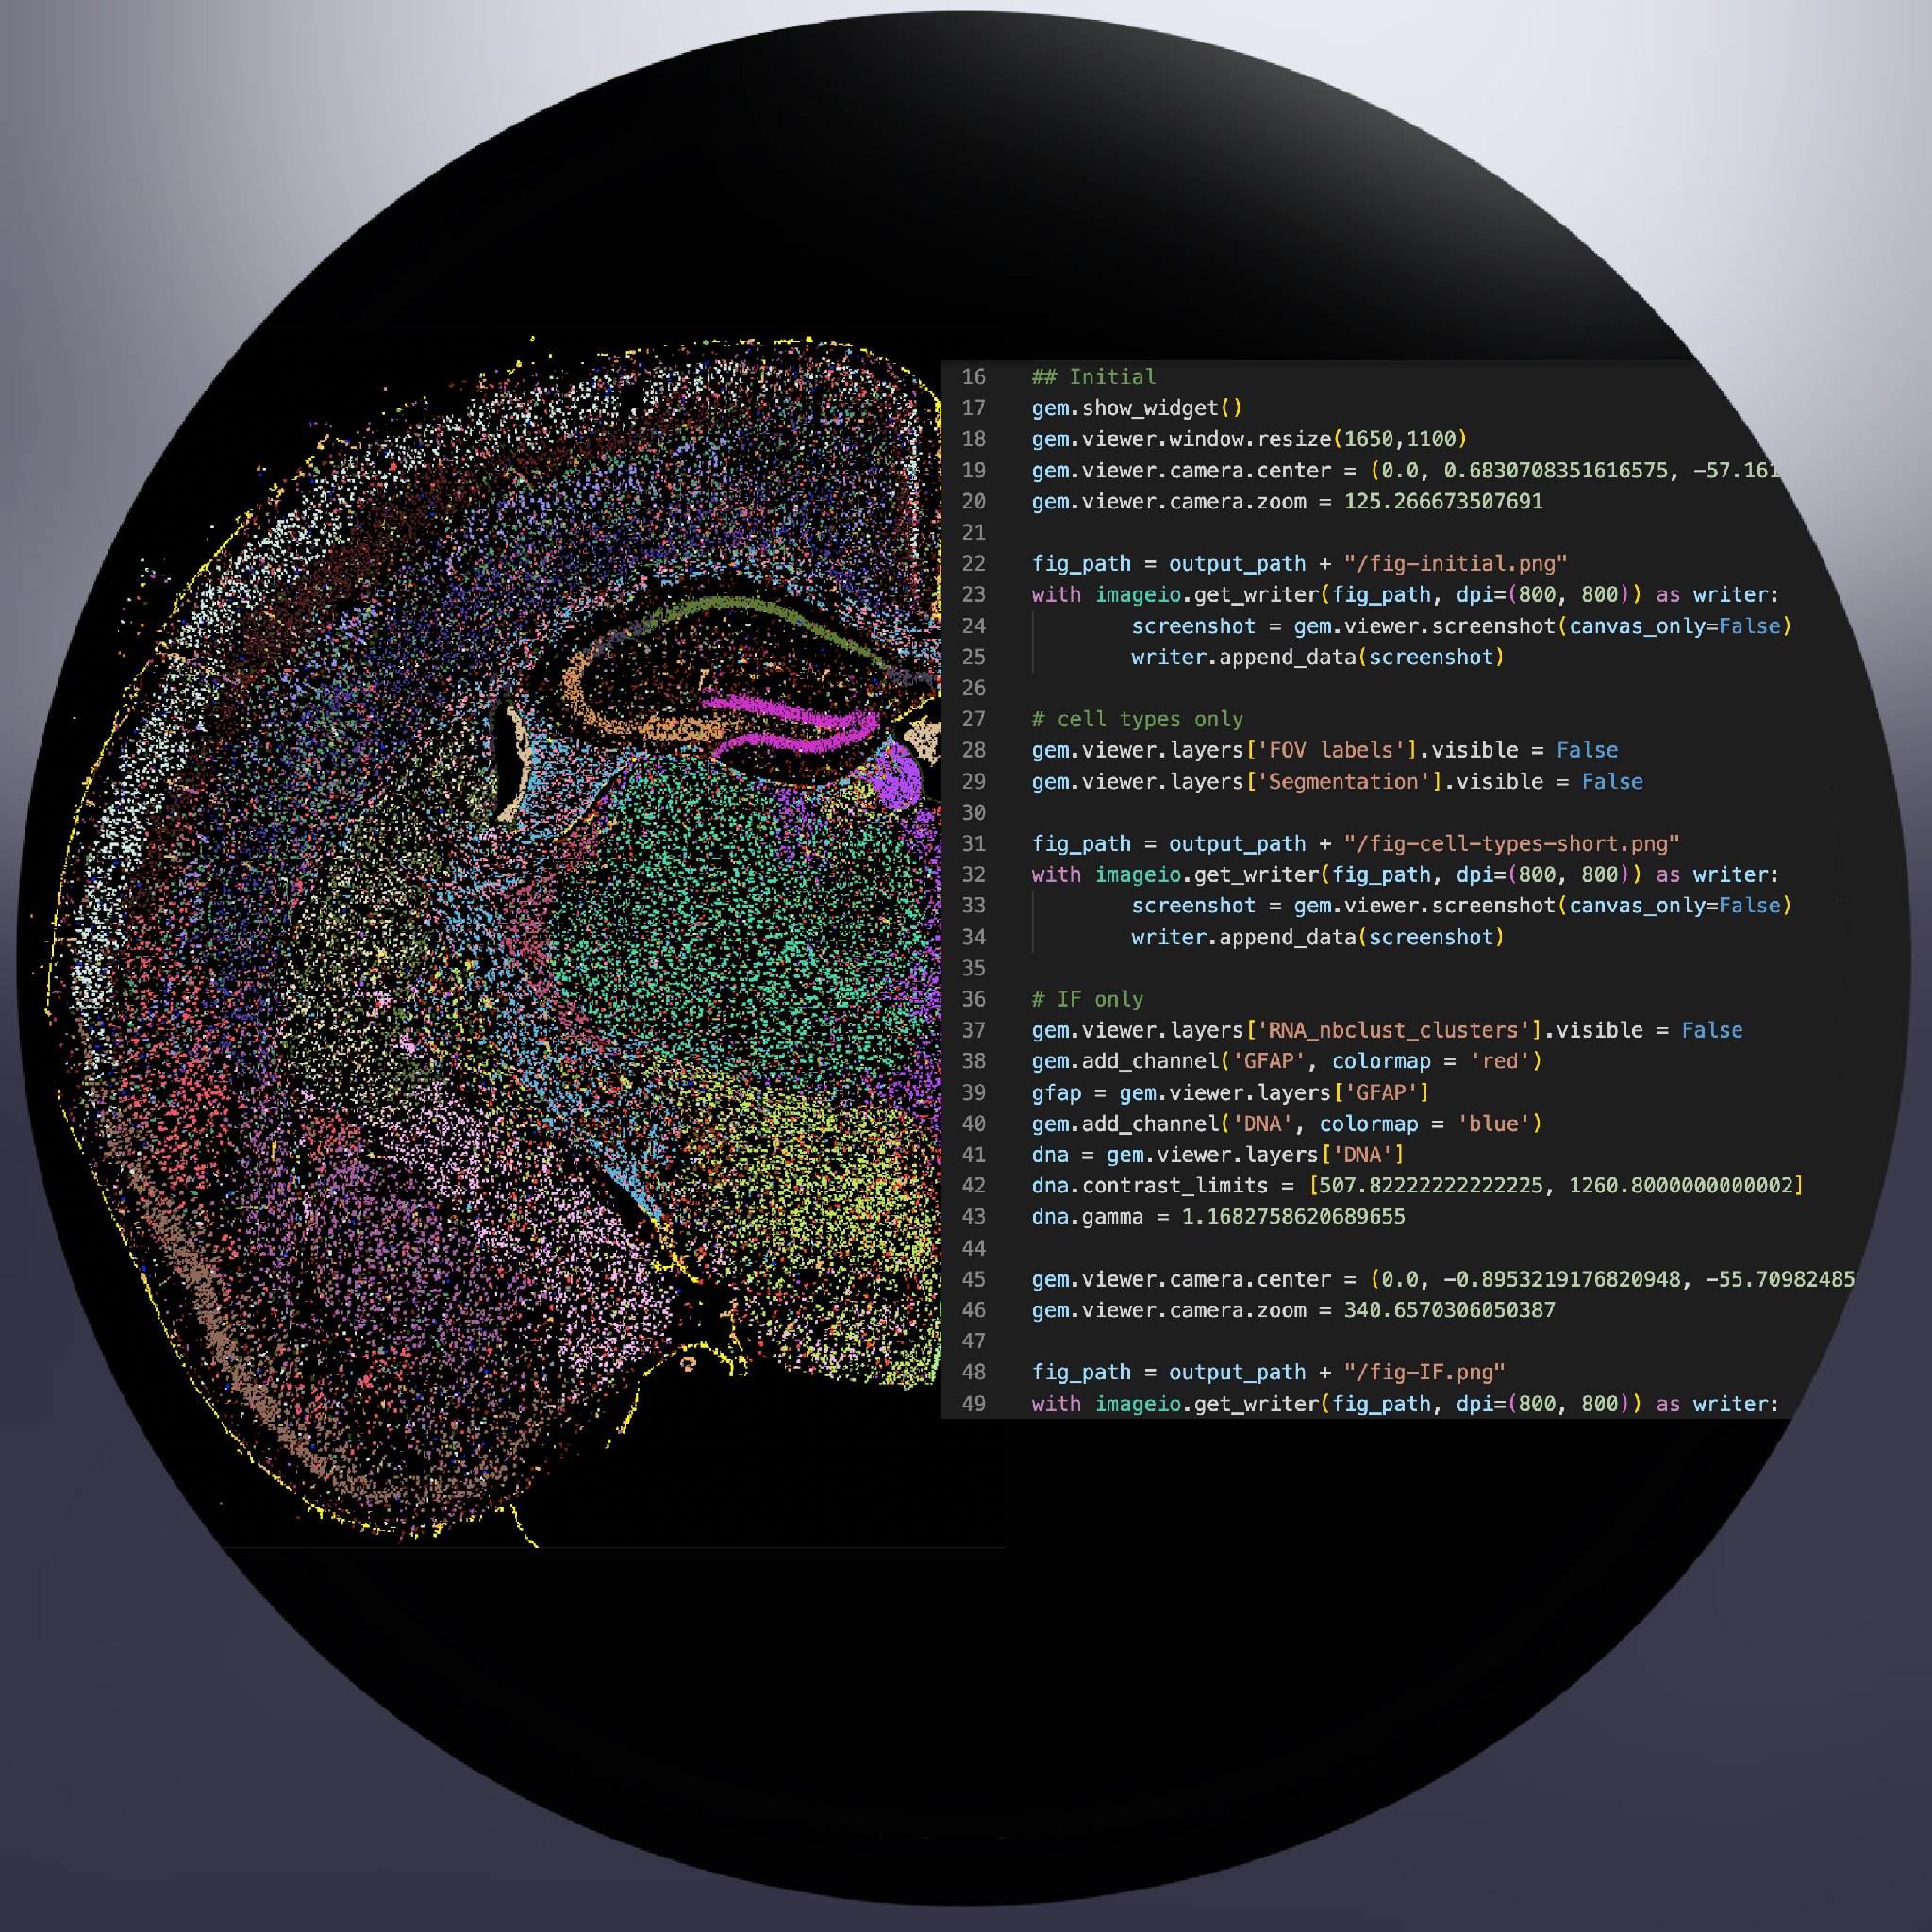 16 ## Initial
17 gem.show_widget()
18 gem.viewer.window.resize(1650,1100)
19 gem.viewer.camera.center = (0.0, 0.6830708351616575, -57.161
20 gem.viewer.camera.zoom = 125.266673507691
21
22 fig_path = output_path + "/fig-initial.png"
23 with imageio.get_writer(fig_path, dpi=(800, 800)) as writer:
24 screenshot = gem.viewer.screenshot(canvas_only=False)
25 writer.append_data(screenshot)
26
27 # cell types only
28 gem.viewer.layers['FOV labels'].visible = False
29 gem.viewer.layers['Segmentation'].visible = False
30
31 fig_path = output_path + "/fig-cell-types-short.png"
32 with imageio.get_writer(fig_path, dpi=(800, 800)) as writer:
33 screenshot = gem.viewer.screenshot(canvas_only=False)
34 writer.append_data(screenshot)
35
36 # IF only
37 gem.viewer.layers['RNA_nbclust_clusters'].visible = False
38 gem.add_channel('GFAP', colormap = 'red')
39 gfap = gem.viewer.layers['GFAP']
40 gem.add_channel('DNA', colormap = 'blue')
41 dna = gem.viewer.layers['DNA']
42 dna.contrast_limits = [507.82222222222225, 1260.8000000000002]
43 dna.gamma = 1.1682758620689655
44
45 gem.viewer.camera.center = (0.0, -0.8953219176820948, -55.70982485
46 gem.viewer.camera.zoom = 340.6570306050387
47
48 fig_path = output_path + "/fig-IF.png"
49 with imageio.get_writer(fig_path, dpi=(800, 800)) as writer: